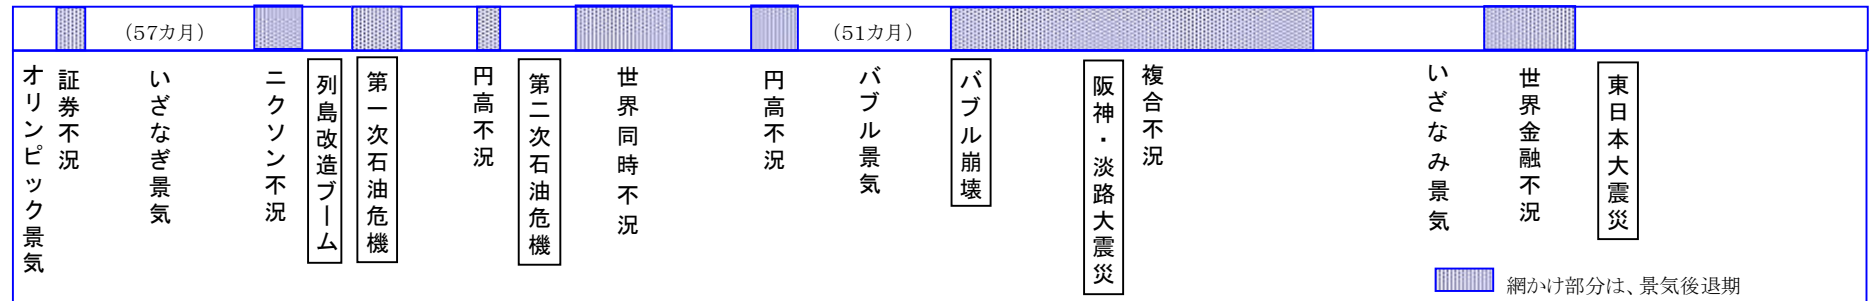 (57カ月)
(51カ月)
オリンピック景気
証券不況
いざなぎ景気
ニクソン不況
列島改造ブーム
第一次石油危機
円高不況
第二次石油危機
世界同時不況
円高不況
バブル景気
バブル崩壊
阪神・淡路大震災
複合不況
いざなみ景気
世界金融不況
東日本大震災
網かけ部分は、景気後退期